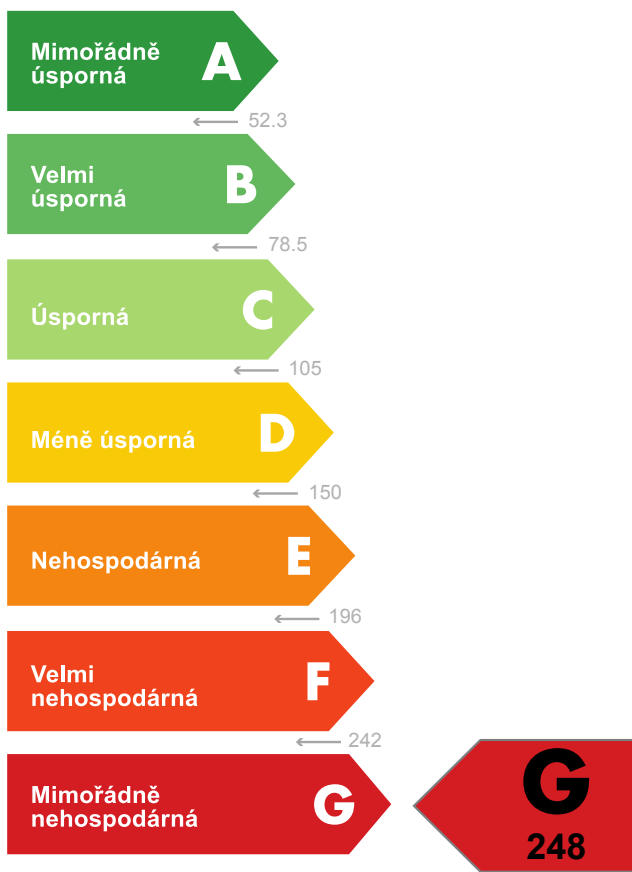 Mimořádně
úsporná
A
← 52.3
Velmi
úsporná
B
← 78.5
Úsporná C
← 105
Méně úsporná D
← 150
Nehospodárná E
← 196
Velmi
nehospodárná
F
← 242
Mimořádně
nehospodárná
G
G
248